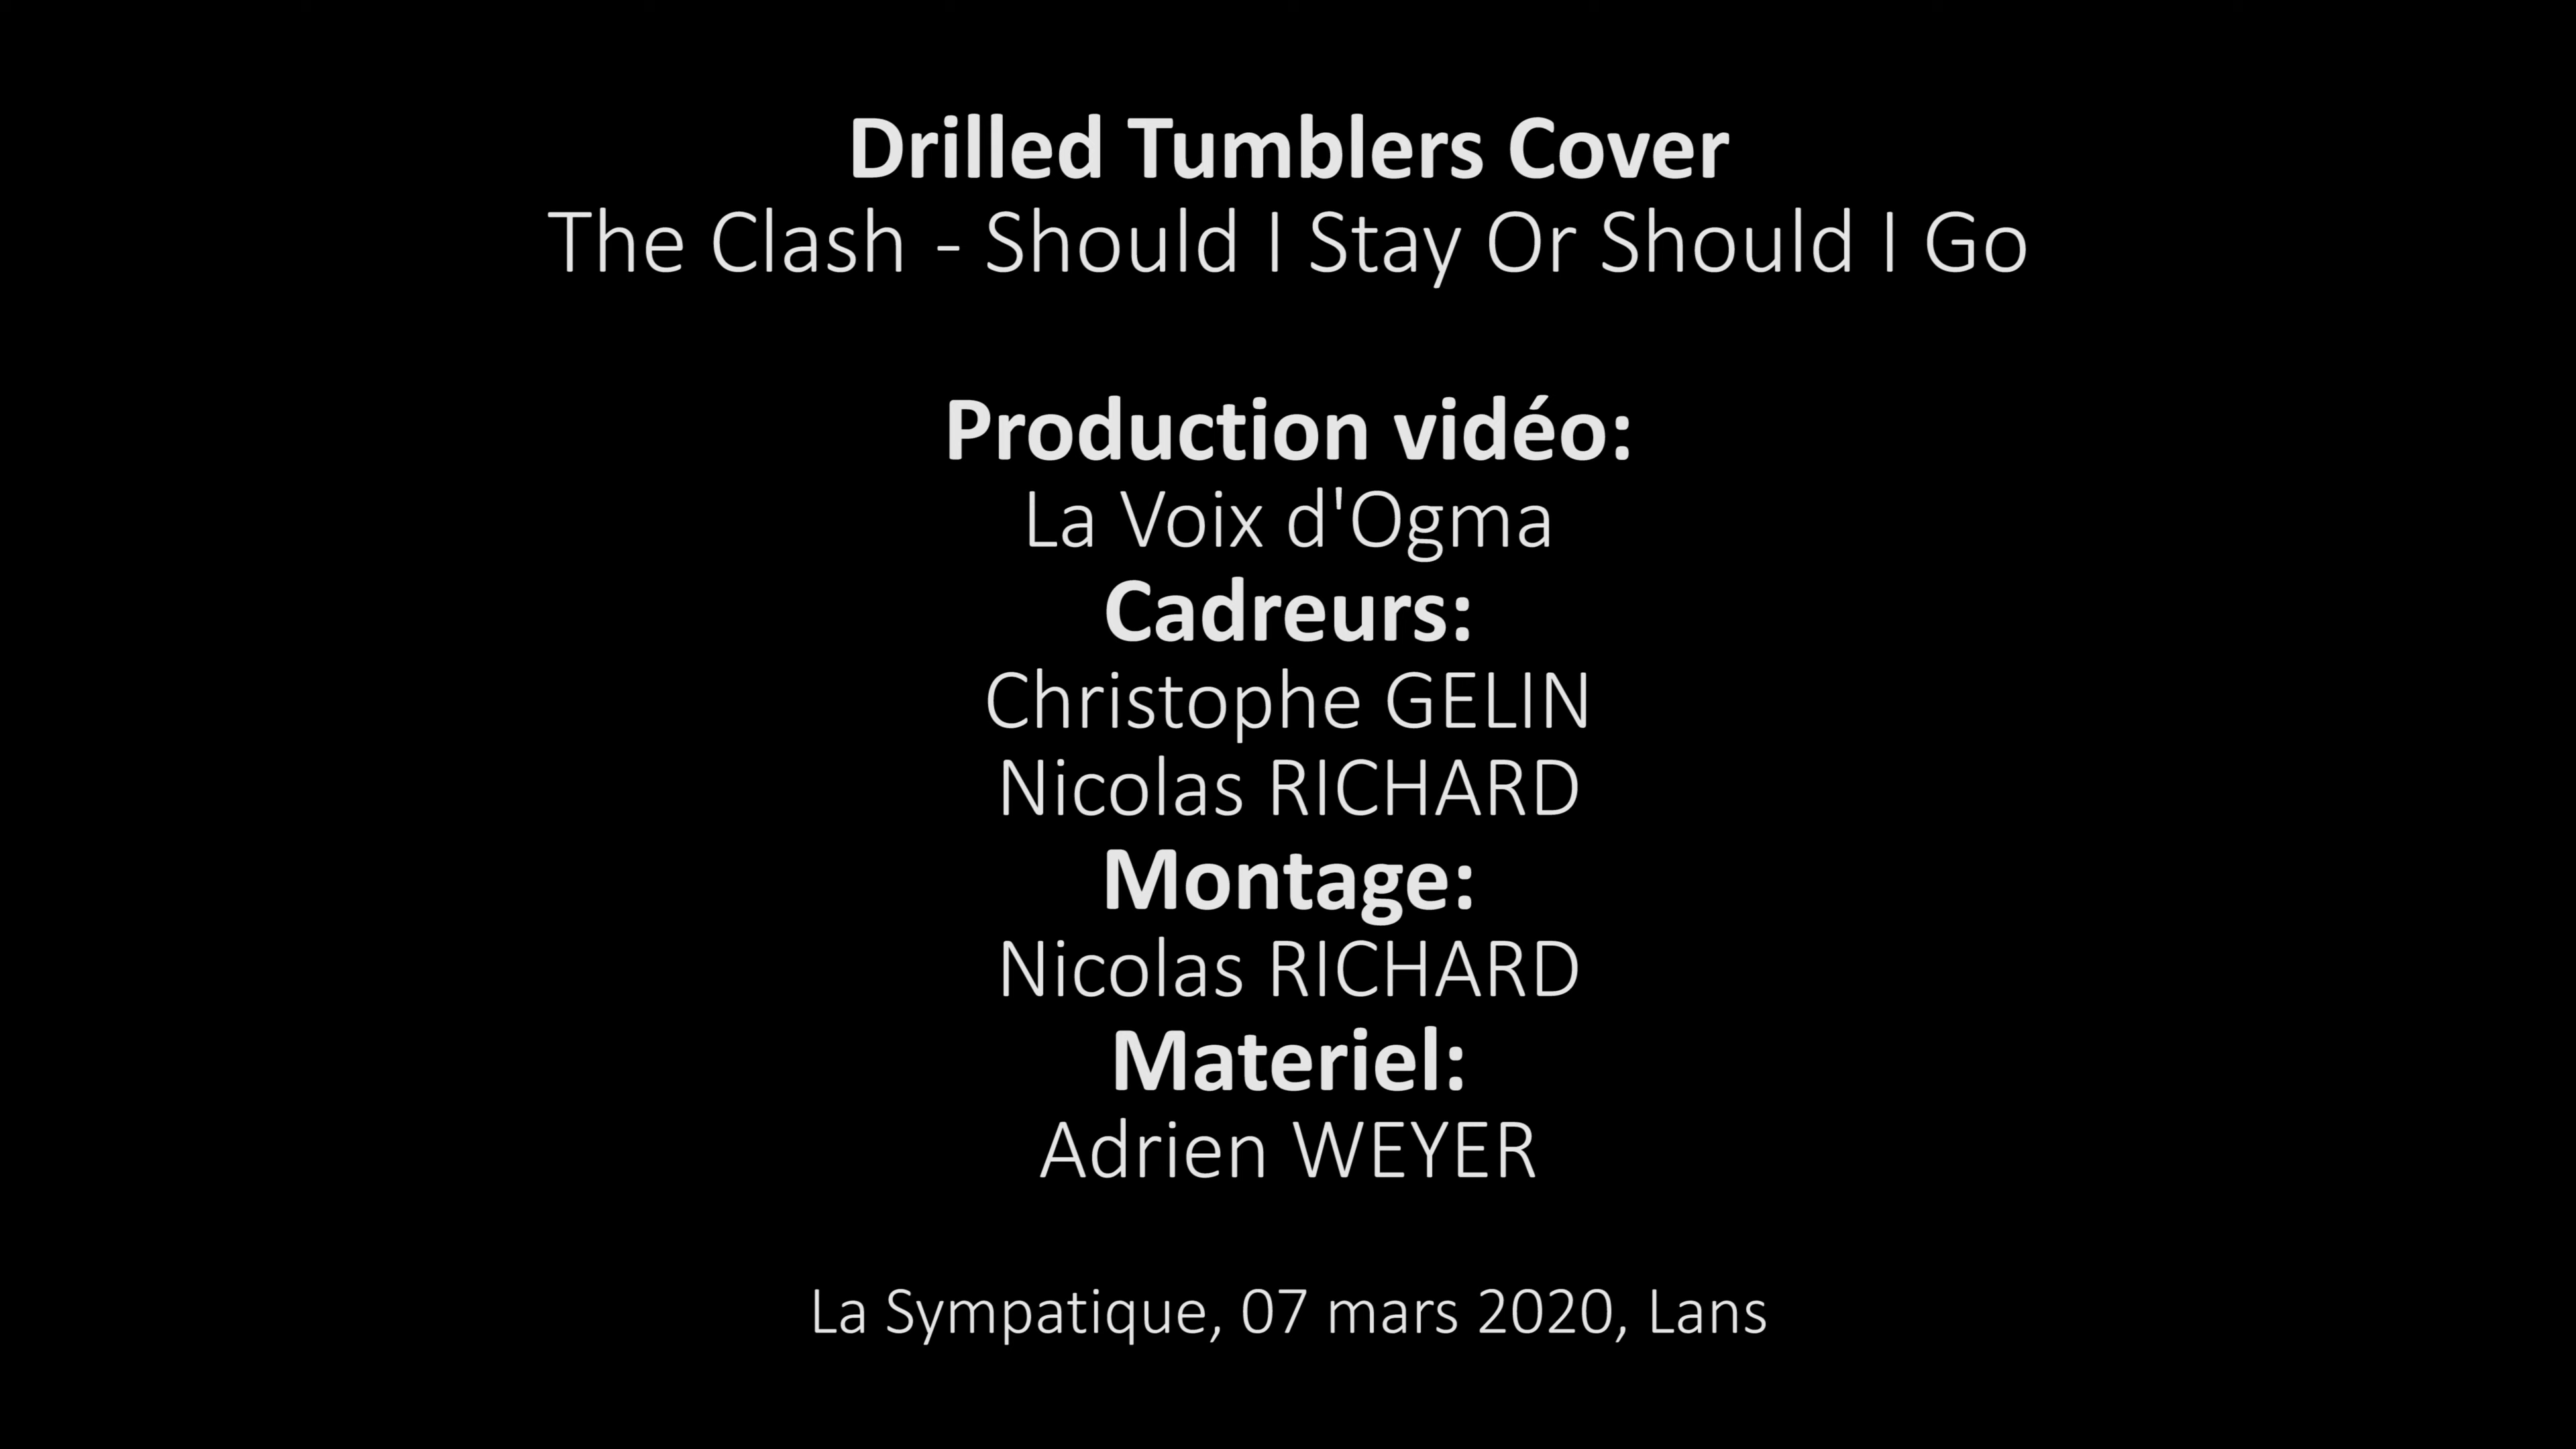 Drilled Tumblers Cover
The Clash - Should I Stay Or Should I Go
Production vidéo:
La Voix d'Ogma
Cadreurs:
Christophe GELIN
Nicolas RICHARD
Montage:
Nicolas RICHARD
Materiel:
Adrien WEYER
La Sympatique, 07 mars 2020, Lans